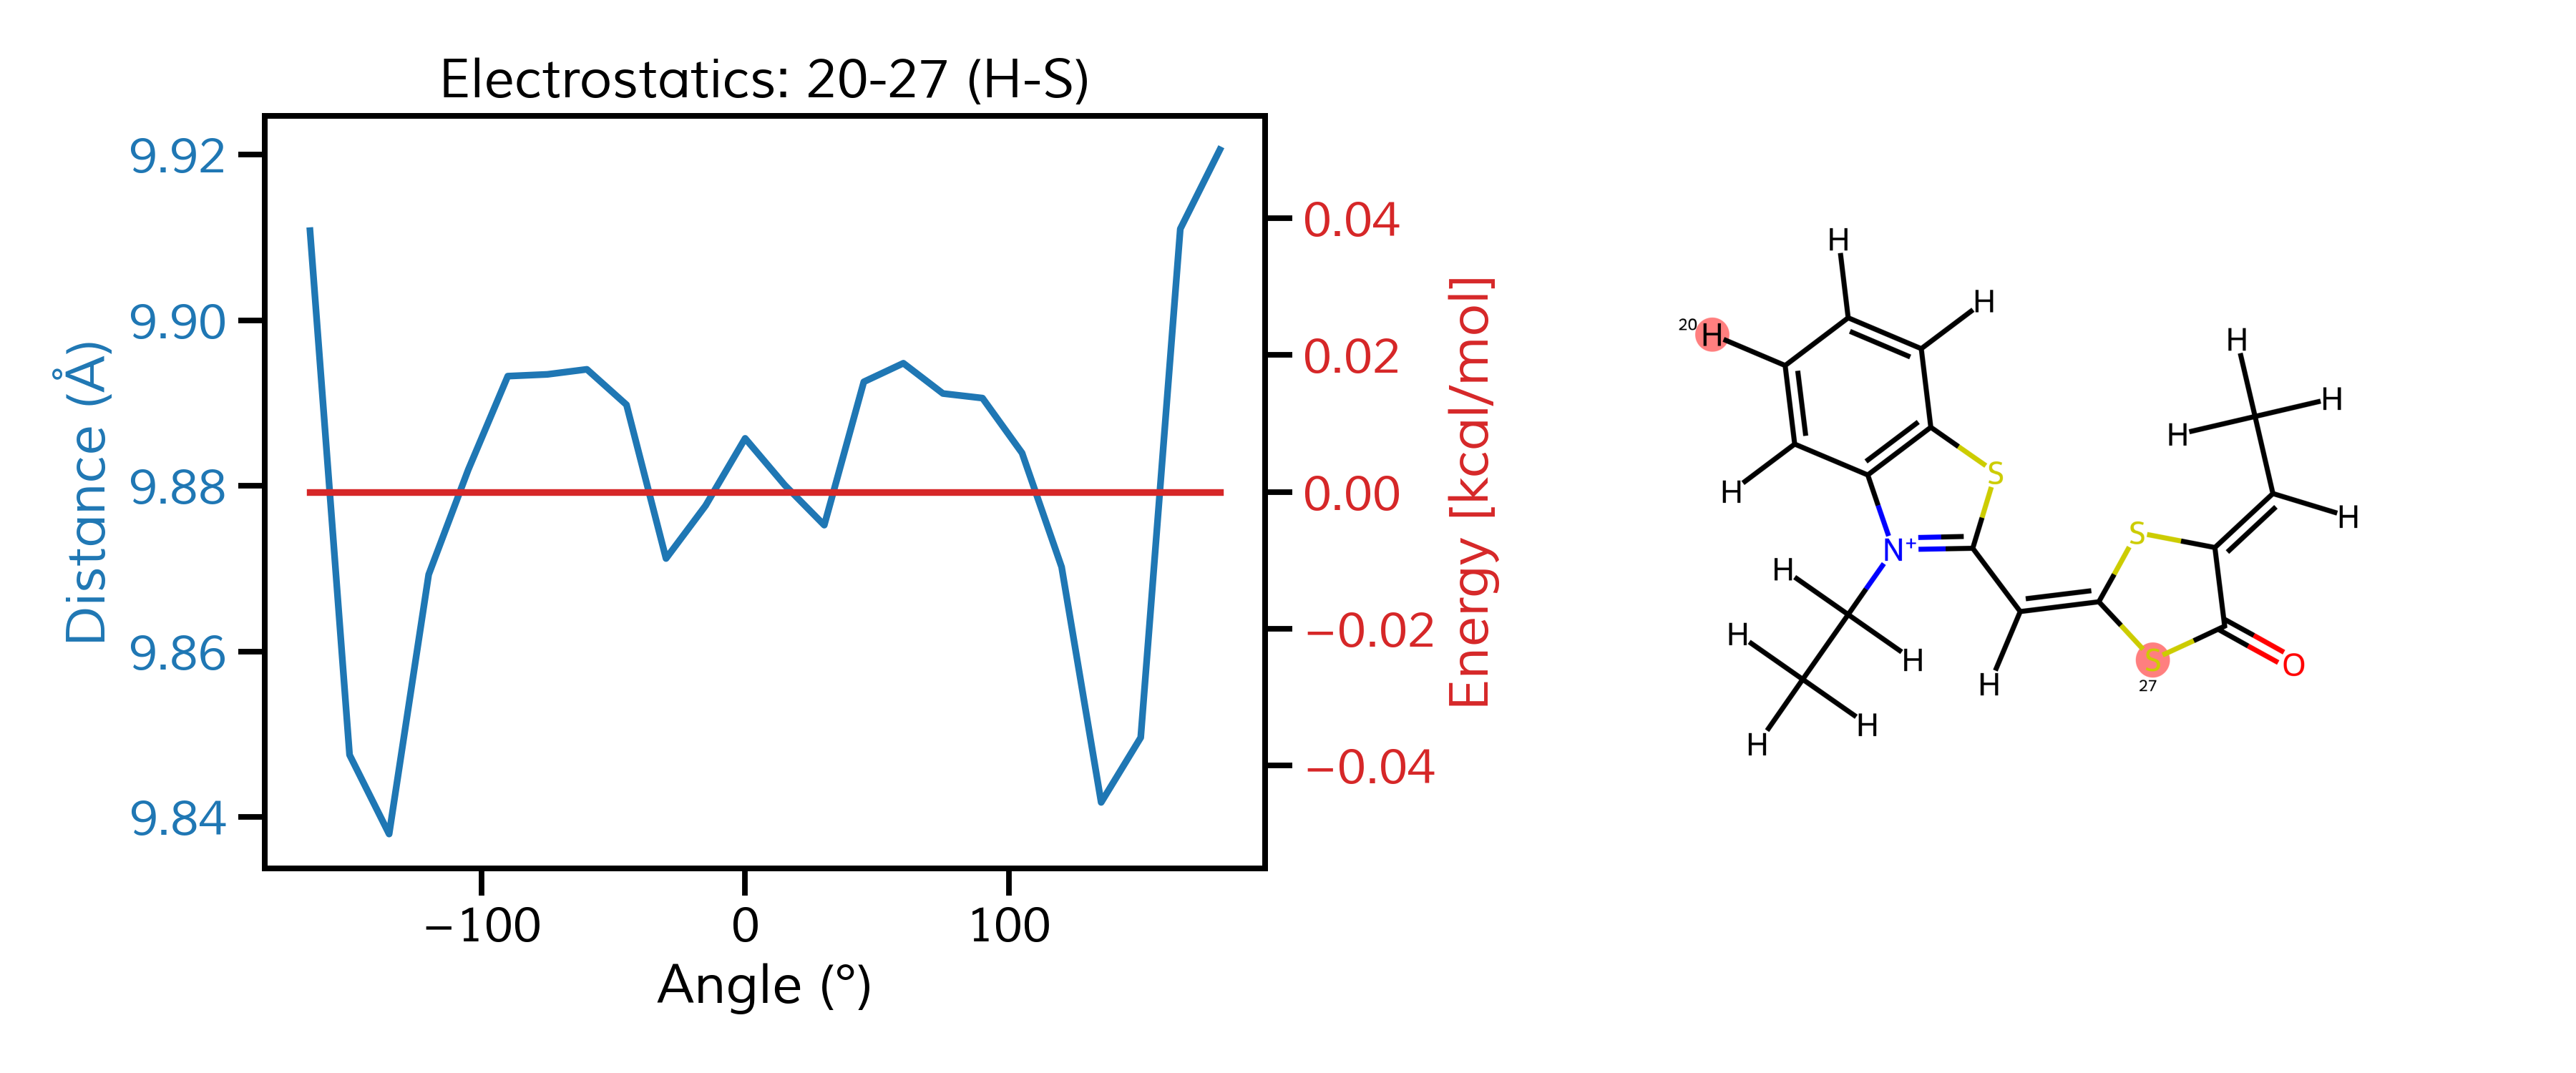 Electrostatics: 20-27 (H-S)
Distance (Å)
9.92
9.90
9.88
9.86
9.84
−100
0
100
Angle (°)
0.04
0.02
0.00
−0.02
−0.04
Energy [kcal/mol]
H
H
20
H
H
H
H
S
H
S
H
N+
H
H
H
S
27
O
H
H
H
H